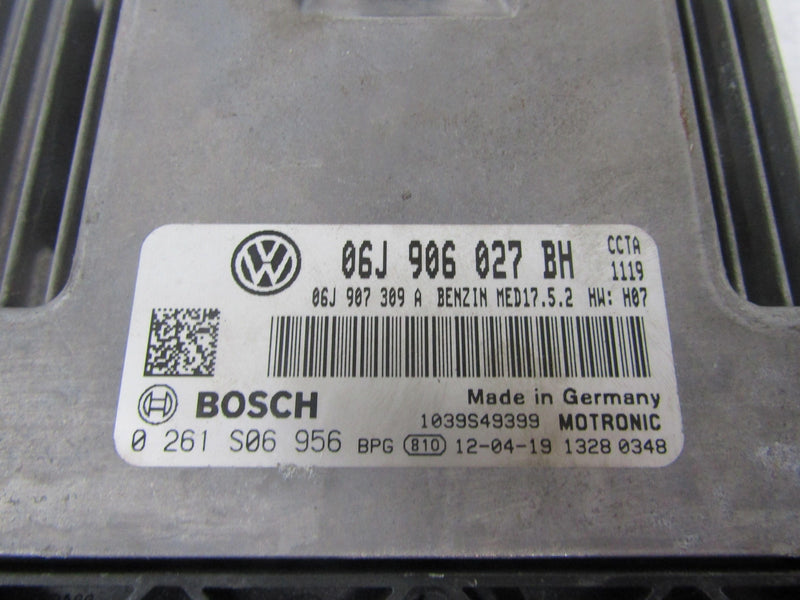 06J 906 027 BH CCTA
1119
06J 907 309 A BENZIN MED17.5.2 HW: H07
BOSCH Made in Germany
1039S49399 MOTRONIC
0 261 S06 956 BPG 810 12-04-19 1328 0348